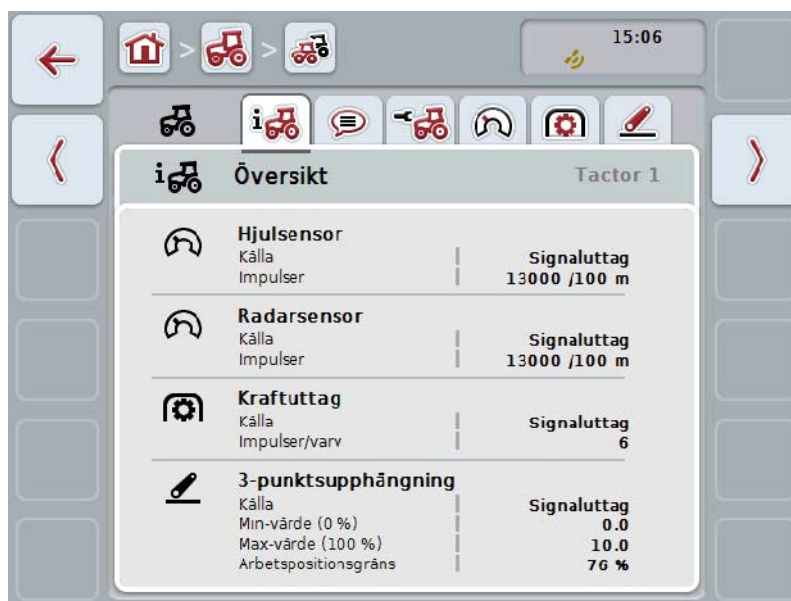 15:06
Översikt Tactor 1
Hjulsensor
Källa Signaluttag
Impulser 13000 /100 m
Radarsensor
Källa Signaluttag
Impulser 13000 /100 m
Kraftuttag
Källa Signaluttag
Impulser/varv 6
3-punktsupphängning
Källa Signaluttag
Min-värde (0 %) 0.0
Max-värde (100 %) 10.0
Arbetspositionsgräns 76 %